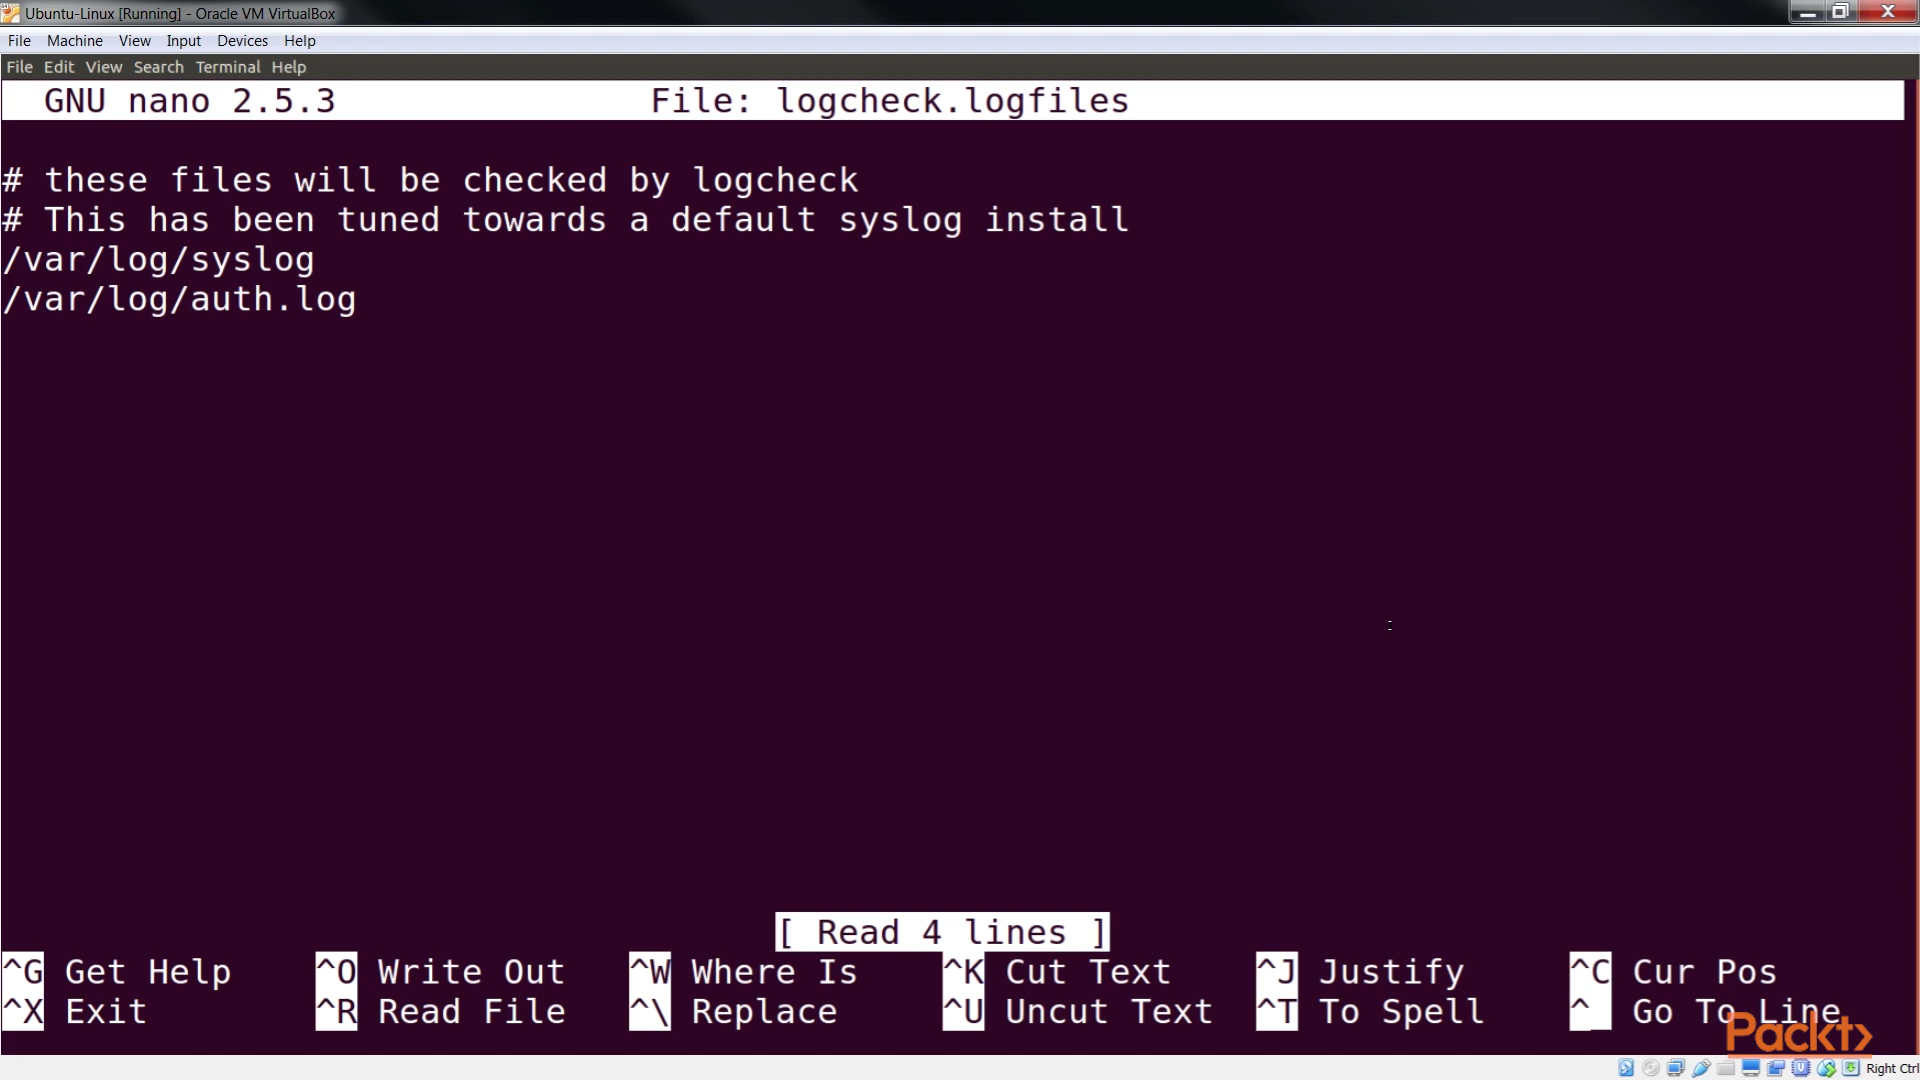 Ubuntu-Linux [Running] - Oracle VM VirtualBox
File Machine View Input Devices Help
File Edit View Search Terminal Help
GNU nano 2.5.3 File: logcheck.logfiles
# these files will be checked by logcheck
# This has been tuned towards a default syslog install
/var/log/syslog
/var/log/auth.log
[ Read 4 lines ]
^G Get Help ^O Write Out ^W Where Is ^K Cut Text ^J Justify ^C Cur Pos
^X Exit ^R Read File ^\ Replace ^U Uncut Text ^T To Spell ^_ Go To Line
Packt>
Right Ctrl